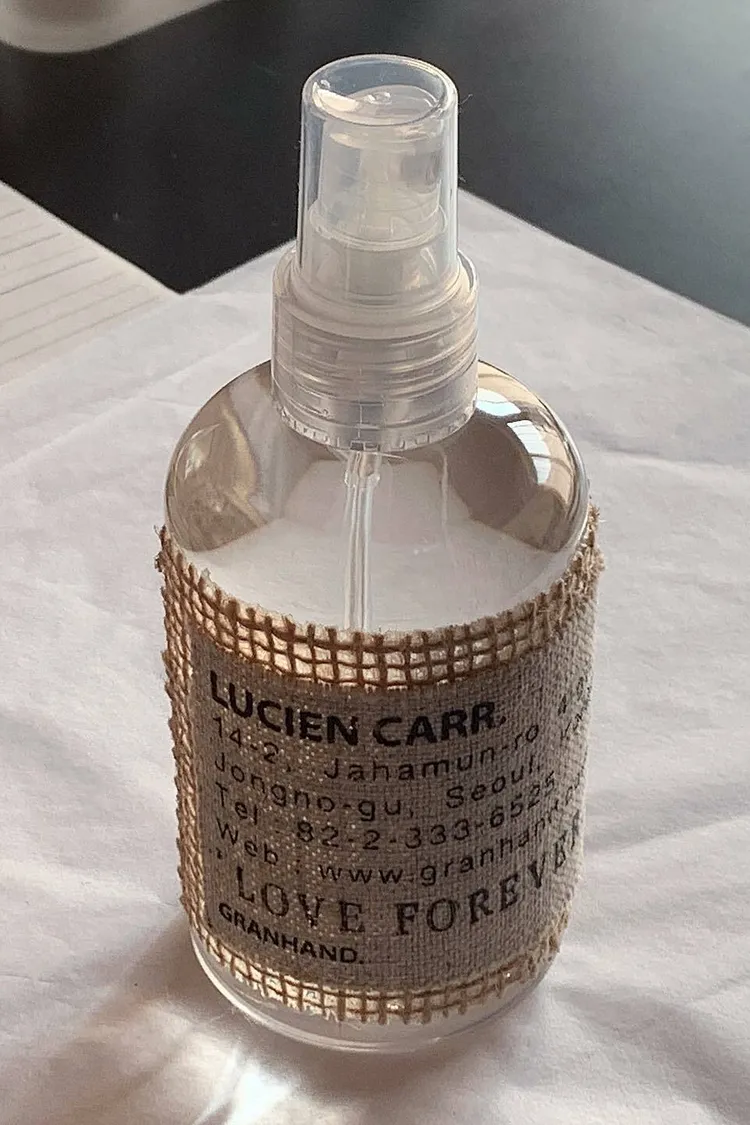 LUCIEN CARR.
14-2, Jahamun-ro
Jongno-gu, Seoul,
Tel : 82-2-333-6525
Web : www.granhand.
LOVE FOREVER
GRANHAND.